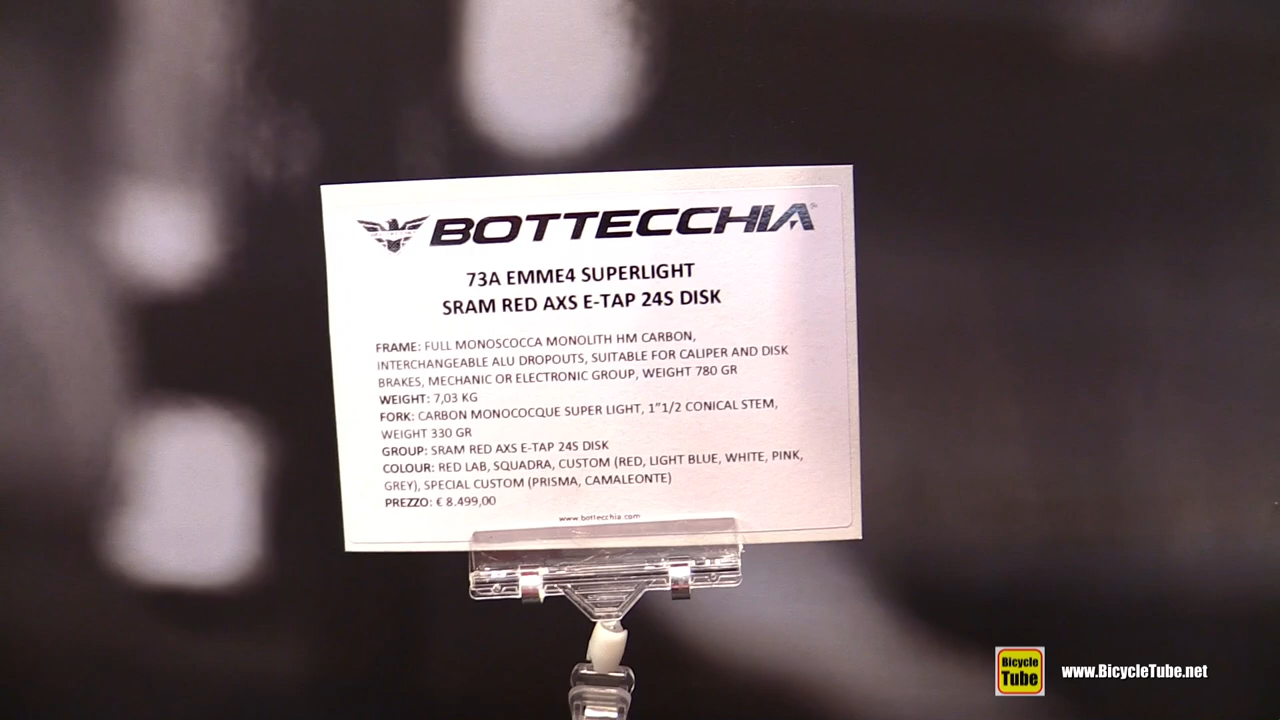 BOTTECCHIA®
73A EMME4 SUPERLIGHT
SRAM RED AXS E-TAP 24S DISK
FRAME: FULL MONOSCOCCA MONOLITH HM CARBON,
INTERCHANGEABLE ALU DROPOUTS, SUITABLE FOR CALIPER AND DISK
BRAKES, MECHANIC OR ELECTRONIC GROUP, WEIGHT 780 GR
WEIGHT: 7,03 KG
FORK: CARBON MONOCOCQUE SUPER LIGHT, 1"1/2 CONICAL STEM,
WEIGHT 330 GR
GROUP: SRAM RED AXS E-TAP 24S DISK
COLOUR: RED LAB, SQUADRA, CUSTOM (RED, LIGHT BLUE, WHITE, PINK,
GREY), SPECIAL CUSTOM (PRISMA, CAMALEONTE)
PREZZO: € 8.499,00
www.bottecchia.com
Bicycle
Tube
www.BicycleTube.net